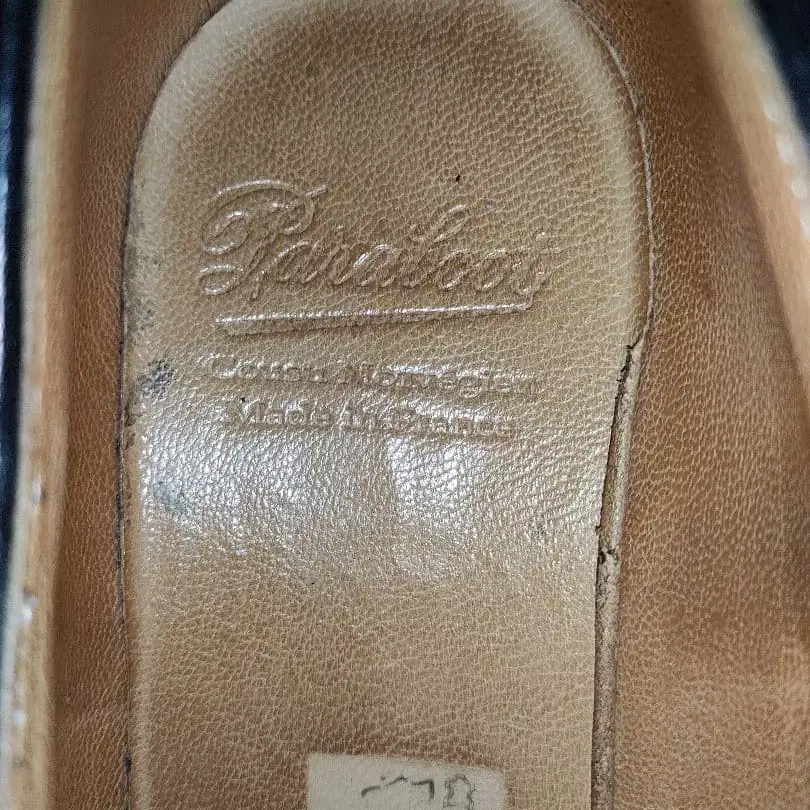 Paraboot
Cousu Norvégien
Made in France